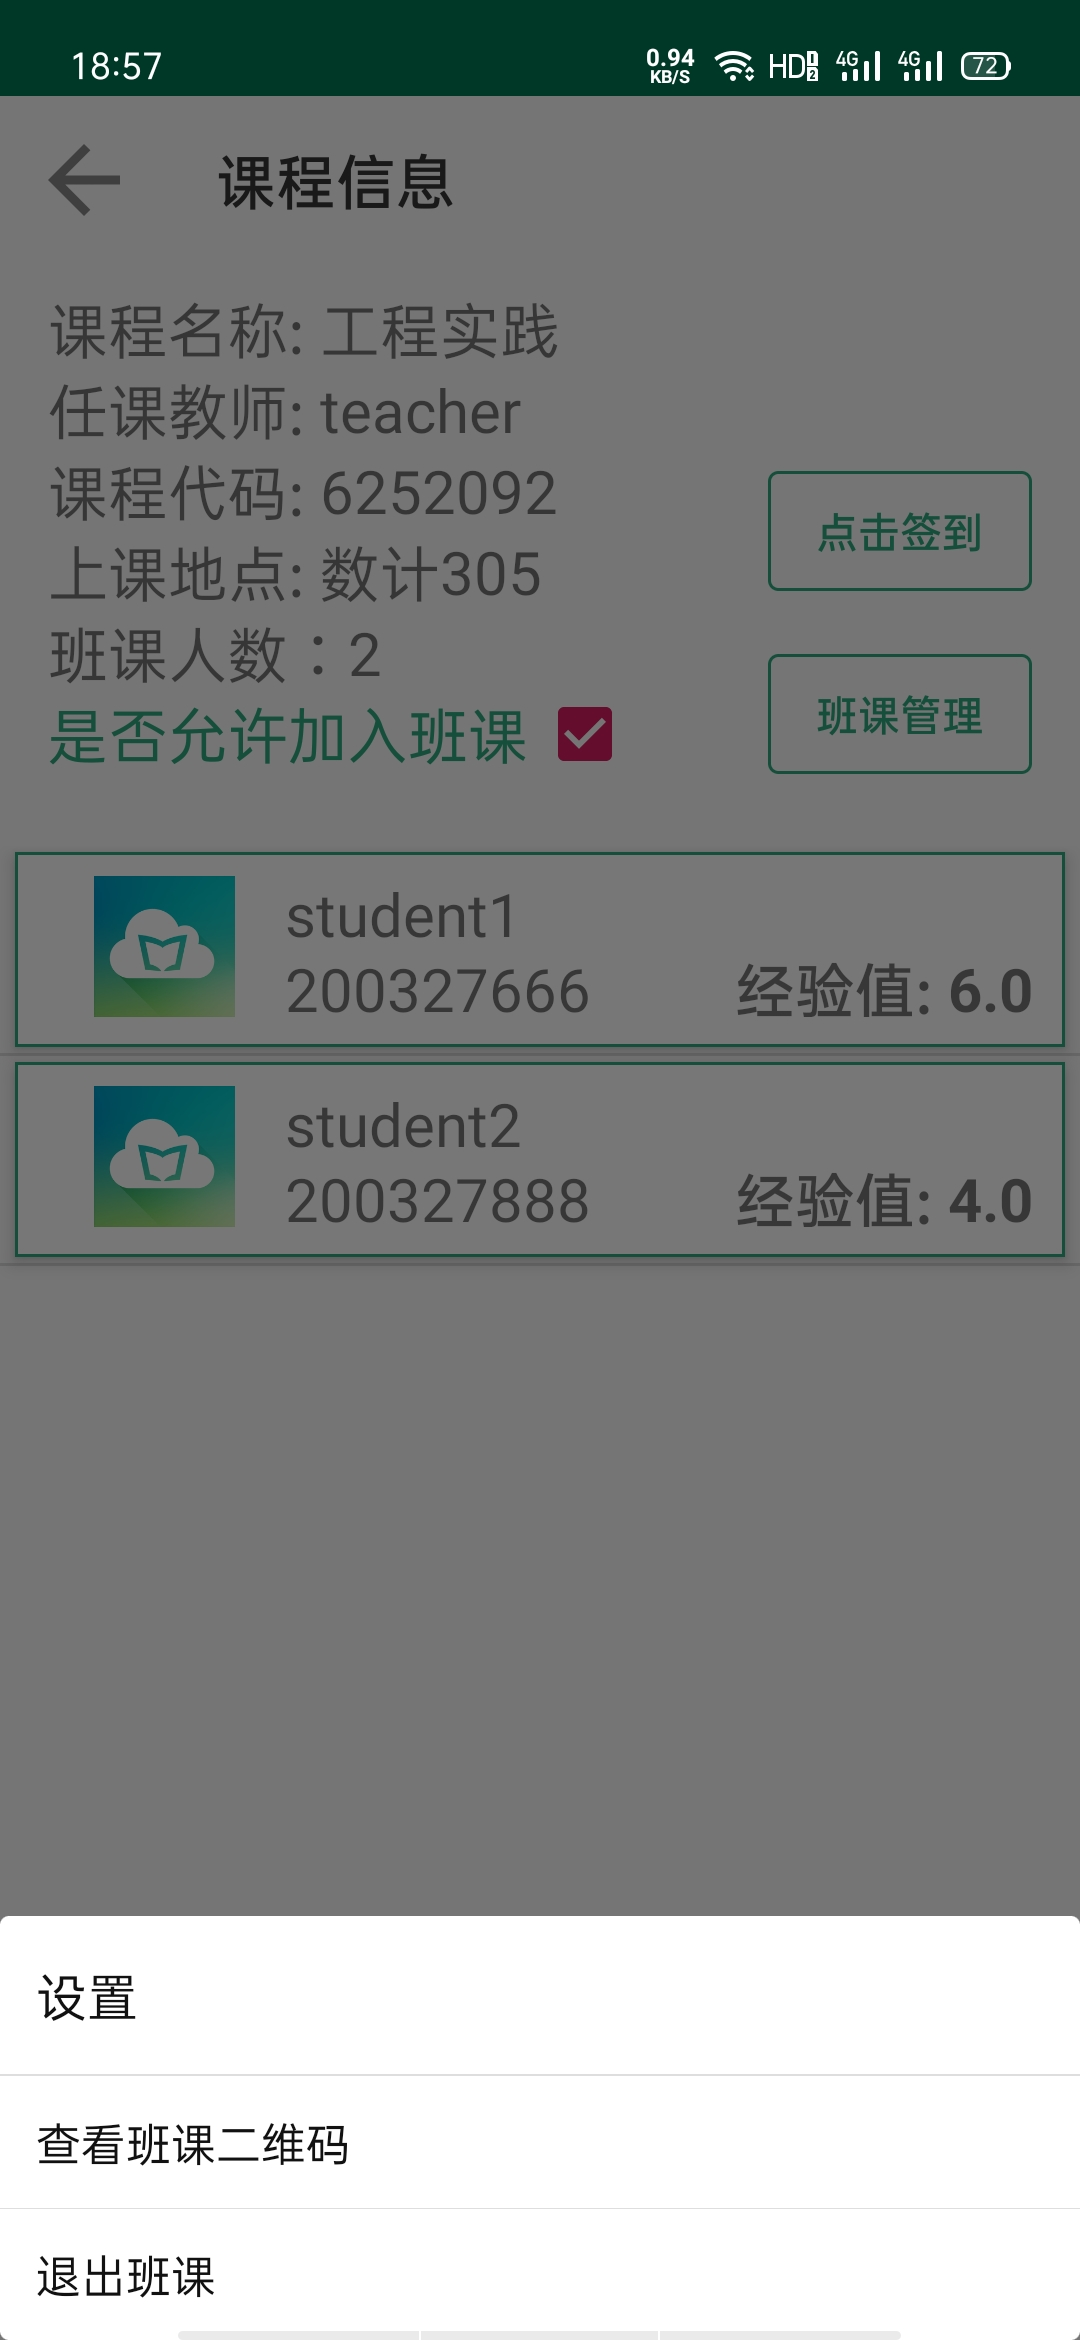 18:57 0.94 KB/S HD 1 2 4G 4G 72
课程信息
课程名称: 工程实践
任课教师: teacher
课程代码: 6252092
点击签到
上课地点: 数计305
班课人数：2
班课管理
是否允许加入班课
student1
200327666 经验值: 6.0
student2
200327888 经验值: 4.0
设置
查看班课二维码
退出班课